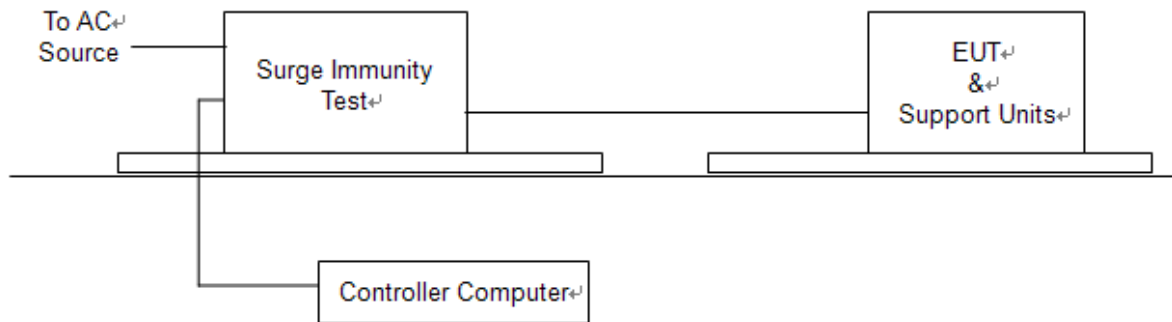 To AC↵
Source
Surge Immunity
Test↵
EUT↵
&↵
Support Units↵
Controller Computer↵